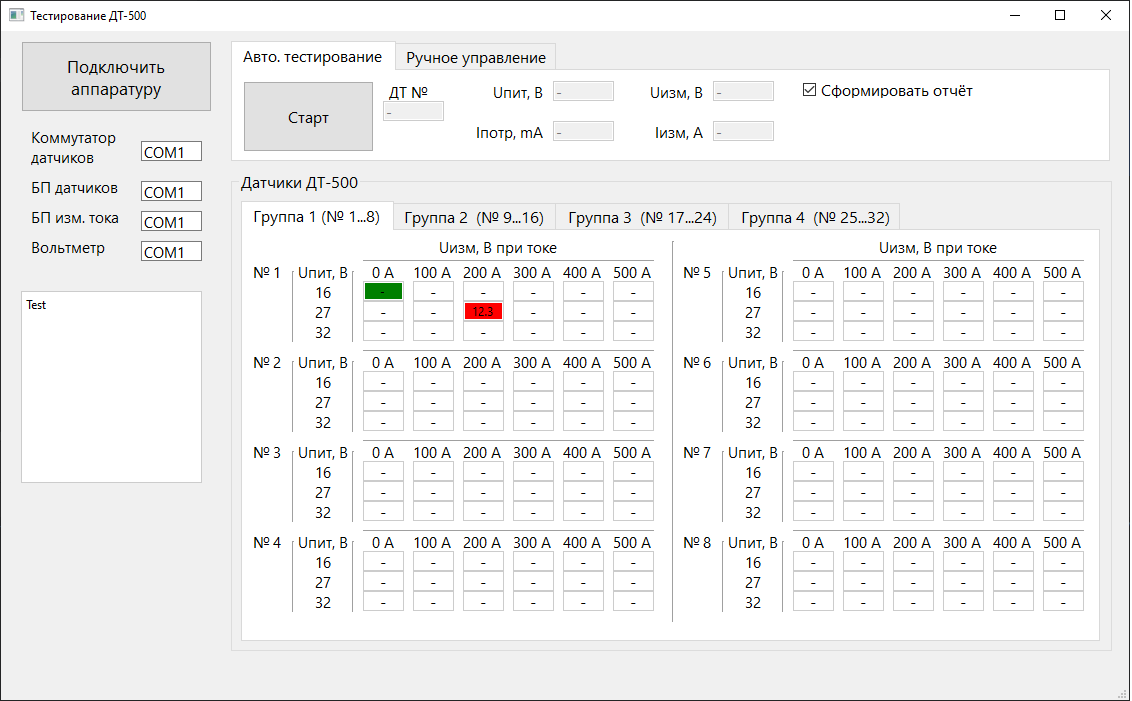 Тестирование ДТ-500
Подключить
аппаратуру
Коммутатор
датчиков
COM1
БП датчиков
COM1
БП изм. тока
COM1
Вольтметр
COM1
Test
Авто. тестирование
Ручное управление
Старт
ДТ №
-
Uпит, В
-
Uизм, В
-
Iпотр, mA
-
Iизм, А
-
Сформировать отчёт
Датчики ДТ-500
Группа 1 (№ 1...8)
Группа 2 (№ 9...16)
Группа 3 (№ 17...24)
Группа 4 (№ 25...32)
Uизм, В при токе
№ 1 Uпит, В 0 А 100 А 200 А 300 А 400 А 500 А
16 - - - - - -
27 - - 12.3 - - -
32 - - - - - -
№ 2 Uпит, В 0 А 100 А 200 А 300 А 400 А 500 А
16 - - - - - -
27 - - - - - -
32 - - - - - -
№ 3 Uпит, В 0 А 100 А 200 А 300 А 400 А 500 А
16 - - - - - -
27 - - - - - -
32 - - - - - -
№ 4 Uпит, В 0 А 100 А 200 А 300 А 400 А 500 А
16 - - - - - -
27 - - - - - -
32 - - - - - -
Uизм, В при токе
№ 5 Uпит, В 0 А 100 А 200 А 300 А 400 А 500 А
16 - - - - - -
27 - - - - - -
32 - - - - - -
№ 6 Uпит, В 0 А 100 А 200 А 300 А 400 А 500 А
16 - - - - - -
27 - - - - - -
32 - - - - - -
№ 7 Uпит, В 0 А 100 А 200 А 300 А 400 А 500 А
16 - - - - - -
27 - - - - - -
32 - - - - - -
№ 8 Uпит, В 0 А 100 А 200 А 300 А 400 А 500 А
16 - - - - - -
27 - - - - - -
32 - - - - - -